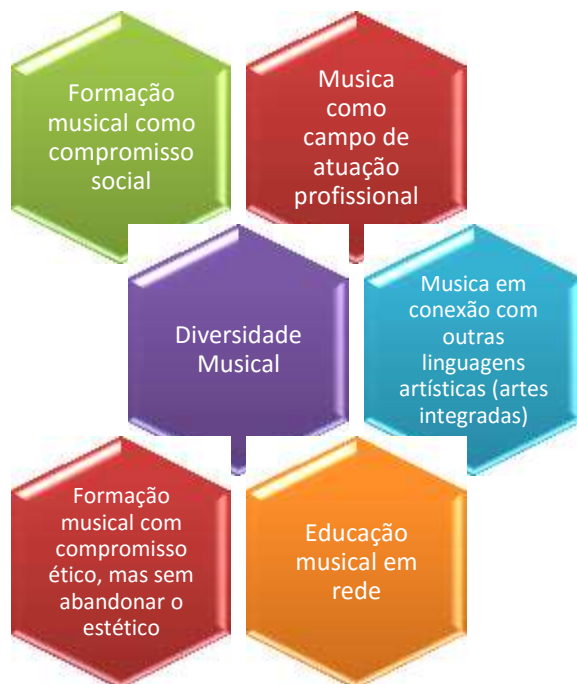 Formação
musical como
compromisso
social
Musica
como
campo de
atuação
profissional
Diversidade
Musical
Musica em
conexão com
outras
linguagens
artísticas (artes
integradas)
Formação
musical com
compromisso
ético, mas sem
abandonar o
estético
Educação
musical em
rede